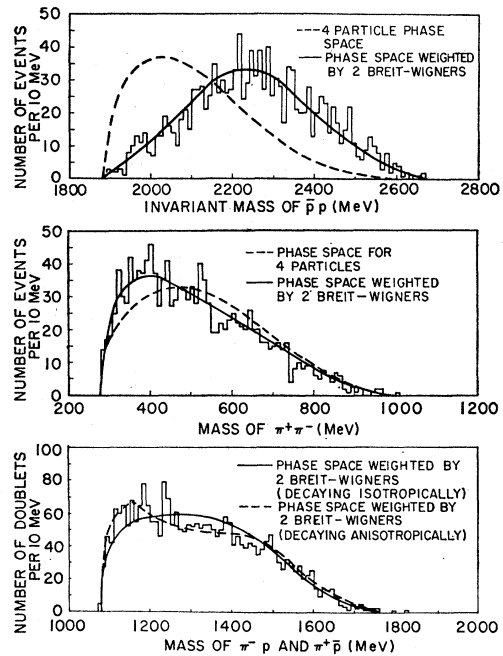 NUMBER OF EVENTS
PER 10 MeV
50
40
30
20
10
0
4 PARTICLE PHASE
SPACE
PHASE SPACE WEIGHTED
BY 2 BREIT-WIGNERS
1800
2000
2200
2400
2600
2800
INVARIANT MASS OF p̄ p (MeV)
NUMBER OF EVENTS
PER 10 MeV
50
40
30
20
10
0
PHASE SPACE FOR
4 PARTICLES
PHASE SPACE WEIGHTED
BY 2 BREIT-WIGNERS
200
400
600
800
1000
1200
MASS OF π+π- (MeV)
NUMBER OF DOUBLETS
PER 10 MeV
100
80
60
40
20
0
PHASE SPACE WEIGHTED BY
2 BREIT-WIGNERS
(DECAYING ISOTROPICALLY)
PHASE SPACE WEIGHTED BY
2 BREIT-WIGNERS
(DECAYING ANISOTROPICALLY)
1000
1200
1400
1600
1800
2000
MASS OF π- p AND π+ p̄ (MeV)